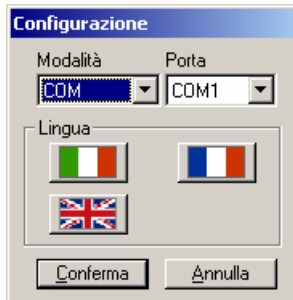 Configurazione
Modalità Porta
COM COM1
Lingua
Conferma Annulla